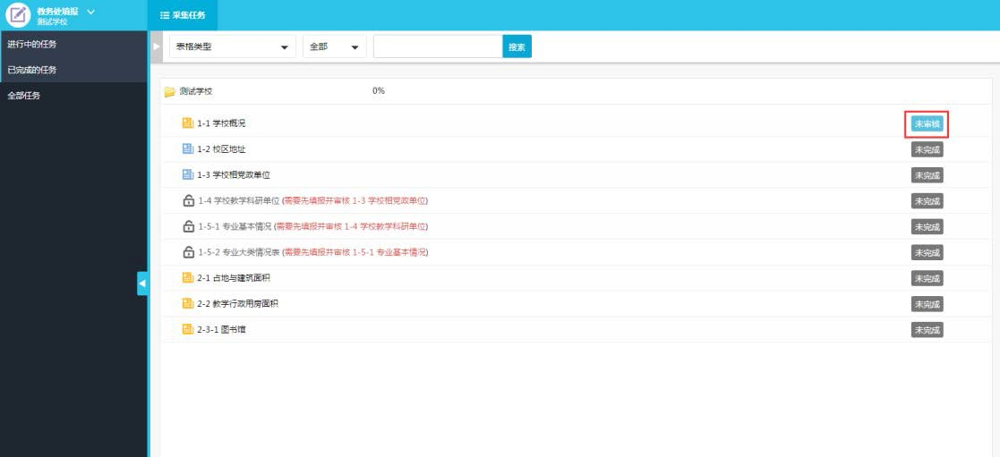 教务处填报
测试学校
采集任务
进行中的任务
已完成的任务
全部任务
表格类型 全部 搜索
测试学校 0%
1-1 学校概况 未审核
1-2 校区地址 未完成
1-3 学校相党政单位 未完成
1-4 学校教学科研单位 (需要先填报并审核 1-3 学校相党政单位) 未完成
1-5-1 专业基本情况 (需要先填报并审核 1-4 学校教学科研单位) 未完成
1-5-2 专业大类情况表 (需要先填报并审核 1-5-1 专业基本情况) 未完成
2-1 占地与建筑面积 未完成
2-2 教学行政用房面积 未完成
2-3-1 图书馆 未完成